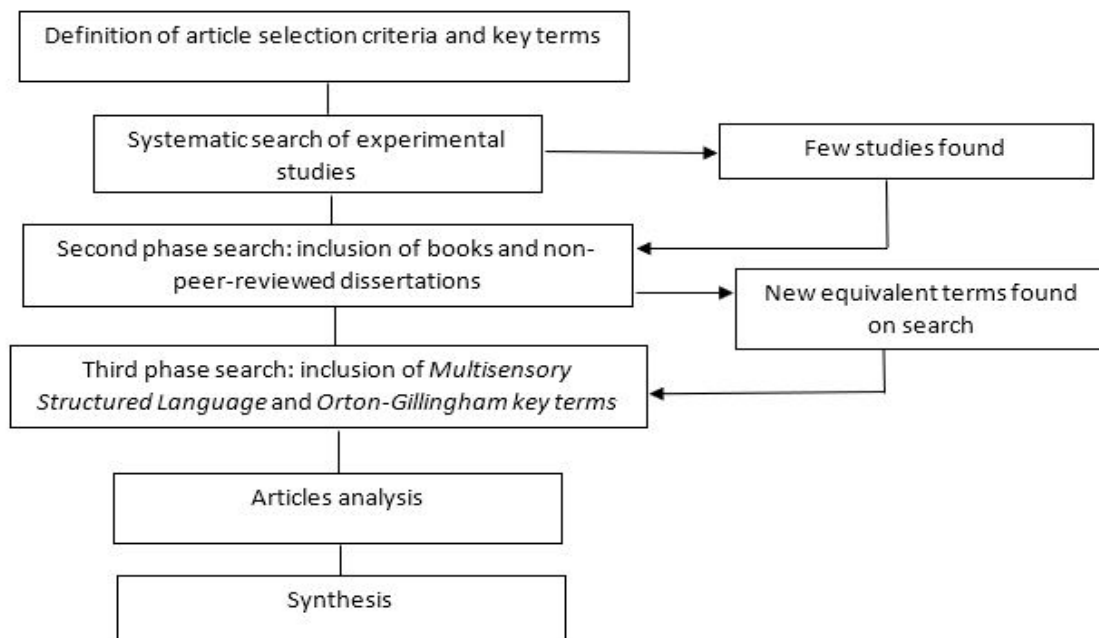 Definition of article selection criteria and key terms
Systematic search of experimental
studies
Few studies found
Second phase search: inclusion of books and non-
peer-reviewed dissertations
New equivalent terms found
on search
Third phase search: inclusion of Multisensory
Structured Language and Orton-Gillingham key terms
Articles analysis
Synthesis